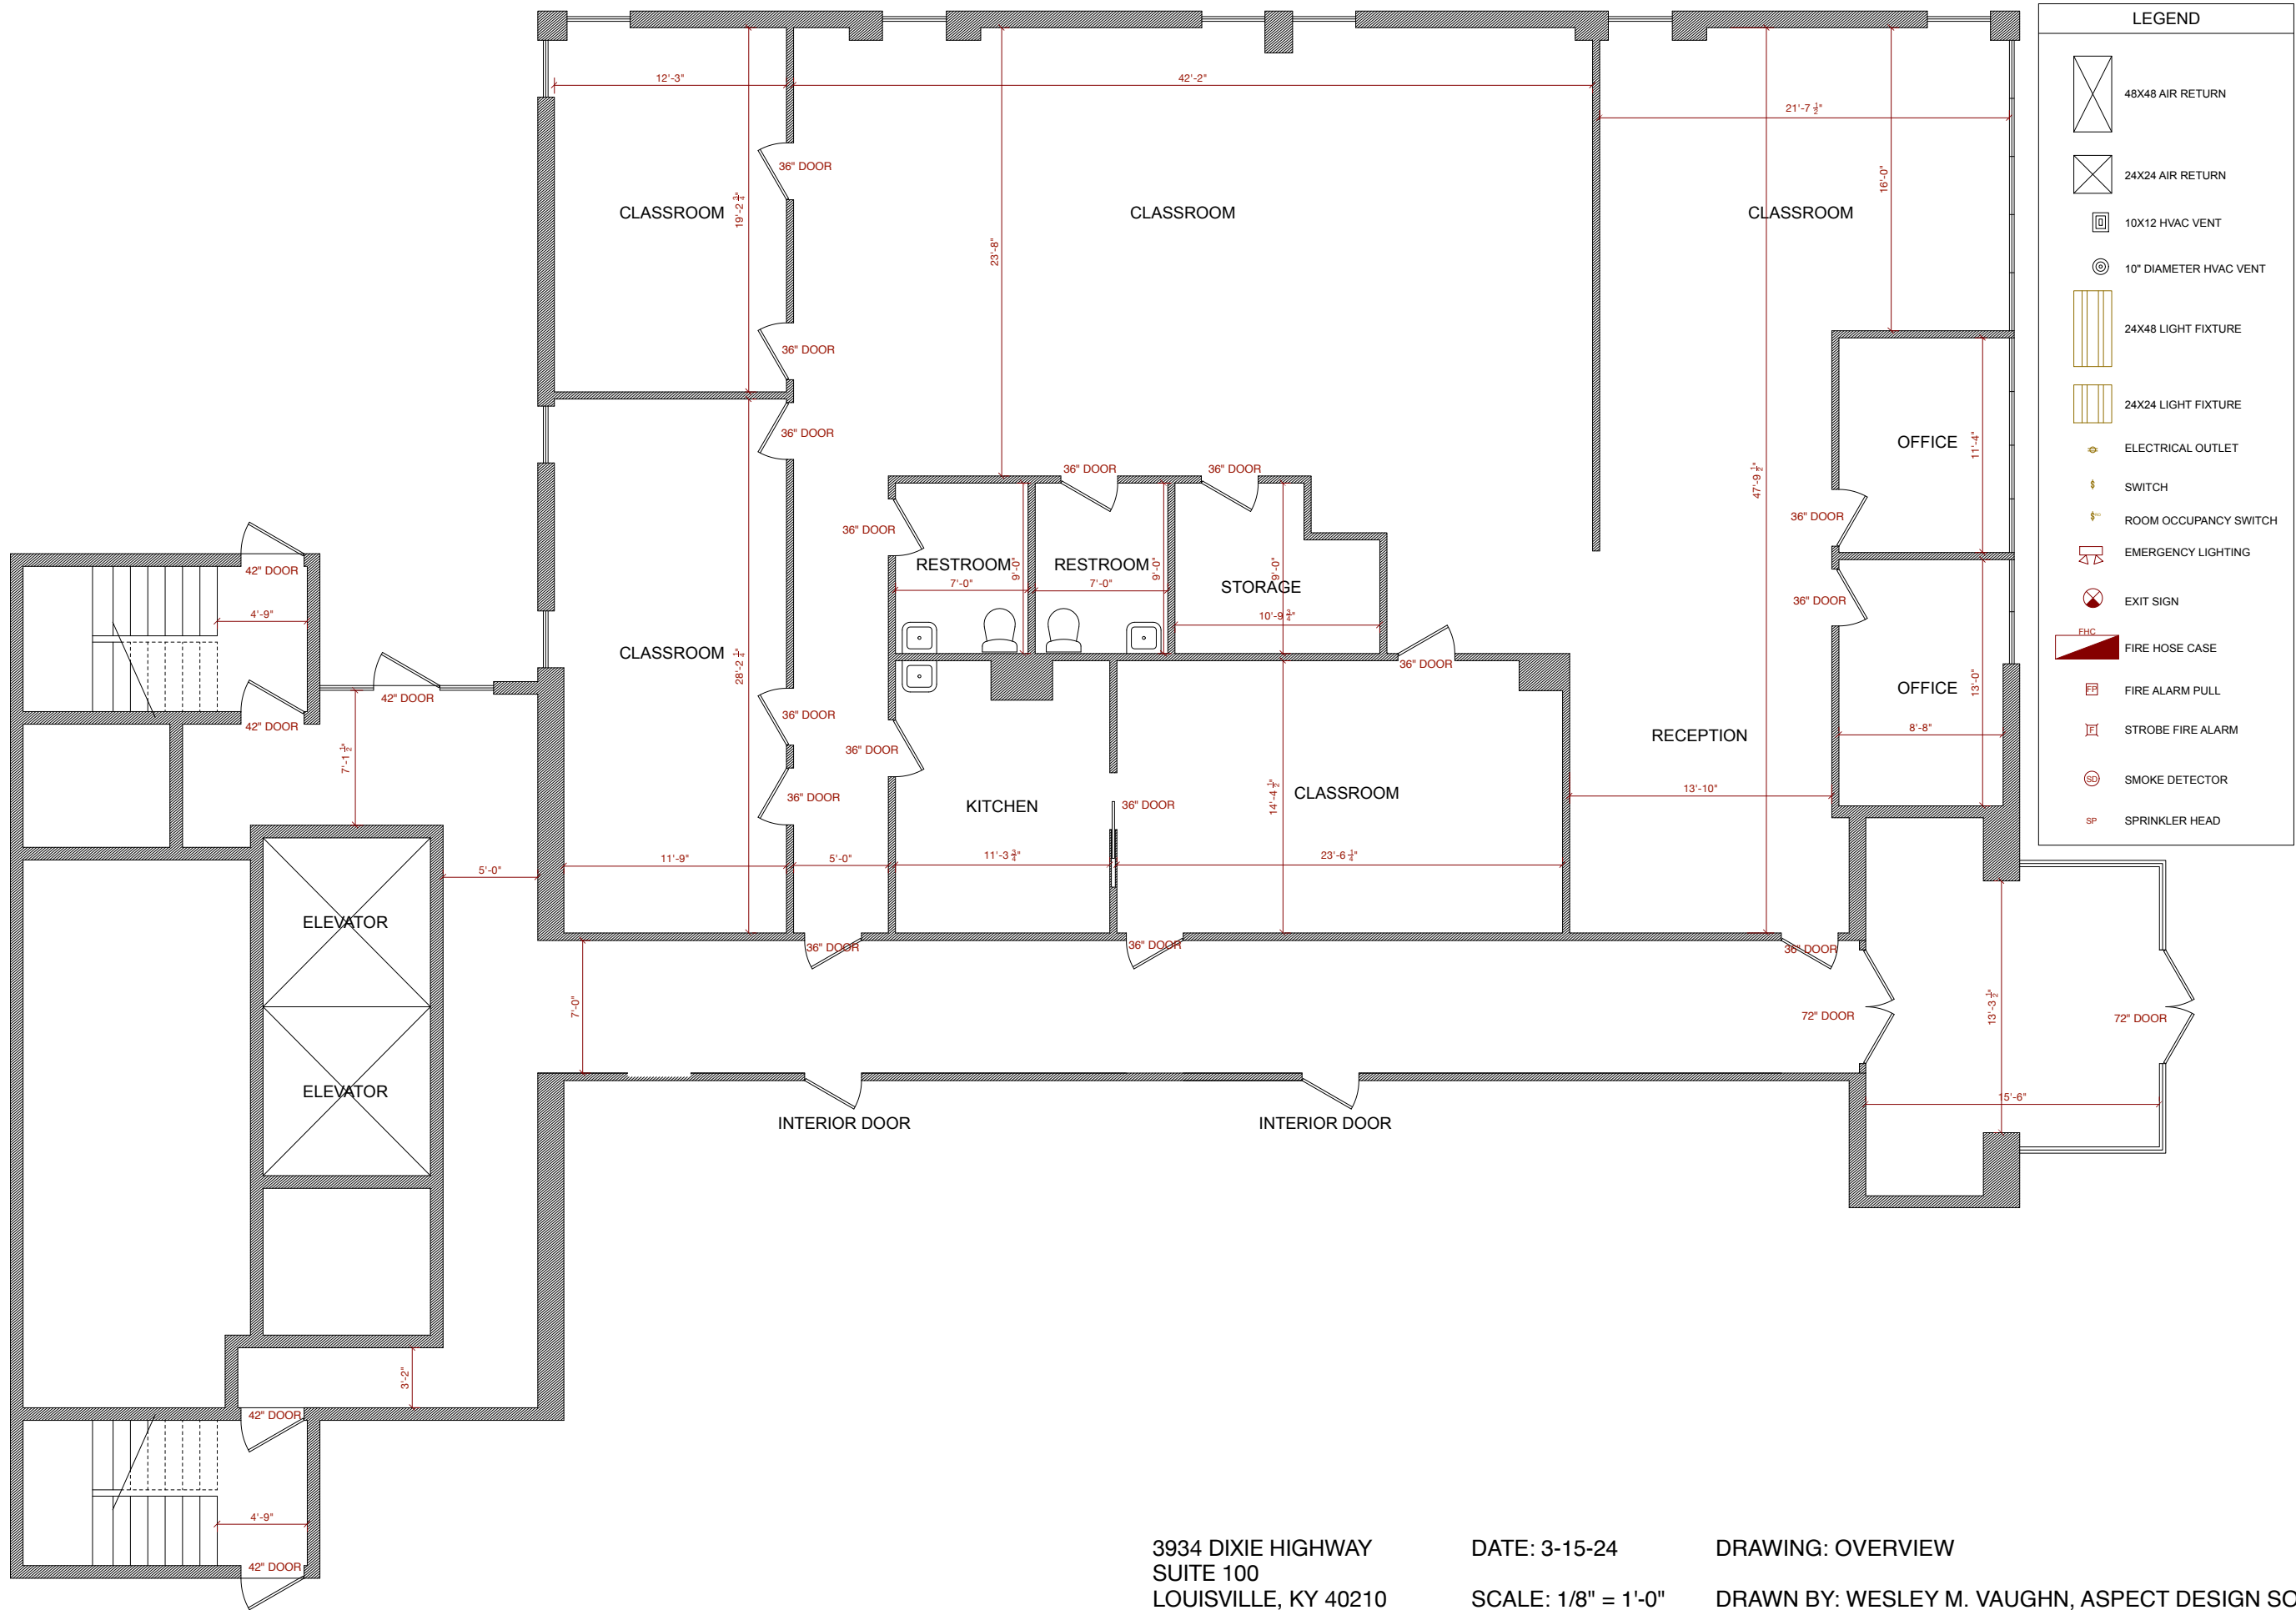 LEGEND
48X48 AIR RETURN
24X24 AIR RETURN
10X12 HVAC VENT
10" DIAMETER HVAC VENT
24X48 LIGHT FIXTURE
24X24 LIGHT FIXTURE
ELECTRICAL OUTLET
$
SWITCH
$
ROOM OCCUPANCY SWITCH
EMERGENCY LIGHTING
EXIT SIGN
FHC
FIRE HOSE CASE
FP
FIRE ALARM PULL
F
STROBE FIRE ALARM
SD
SMOKE DETECTOR
SP
SPRINKLER HEAD
12'-3"
42'-2"
21'-7 1/2"
36" DOOR
16'-0"
19'-2 3/4"
CLASSROOM
CLASSROOM
CLASSROOM
23'-8"
36" DOOR
36" DOOR
OFFICE
11'-4"
36" DOOR
36" DOOR
47'-9 1/2"
36" DOOR
36" DOOR
42" DOOR
RESTROOM
9'-0"
RESTROOM
9'-0"
9'-0"
7'-0"
7'-0"
STORAGE
36" DOOR
4'-9"
10'-9 3/4"
CLASSROOM
28'-2 1/4"
36" DOOR
OFFICE
13'-0"
42" DOOR
42" DOOR
36" DOOR
8'-8"
RECEPTION
7'-1 1/2"
36" DOOR
36" DOOR
KITCHEN
36" DOOR
14'-4 1/2"
CLASSROOM
13'-10"
5'-0"
11'-9"
5'-0"
11'-3 3/4"
23'-6 1/4"
ELEVATOR
36" DOOR
36" DOOR
36" DOOR
7'-0"
72" DOOR
13'-3 1/2"
72" DOOR
ELEVATOR
15'-6"
INTERIOR DOOR
INTERIOR DOOR
3'-2"
42" DOOR
4'-9"
42" DOOR
3934 DIXIE HIGHWAY
SUITE 100
LOUISVILLE, KY 40210
DATE: 3-15-24
SCALE: 1/8" = 1'-0"
DRAWING: OVERVIEW
DRAWN BY: WESLEY M. VAUGHN, ASPECT DESIGN